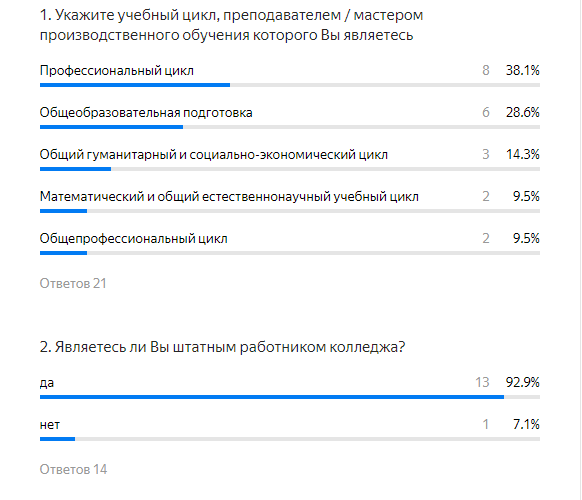 1. Укажите учебный цикл, преподавателем / мастером
производственного обучения которого Вы являетесь
Профессиональный цикл 8 38.1%
Общеобразовательная подготовка 6 28.6%
Общий гуманитарный и социально-экономический цикл 3 14.3%
Математический и общий естественнонаучный учебный цикл 2 9.5%
Общепрофессиональный цикл 2 9.5%
Ответов 21
2. Являетесь ли Вы штатным работником колледжа?
да 13 92.9%
нет 1 7.1%
Ответов 14